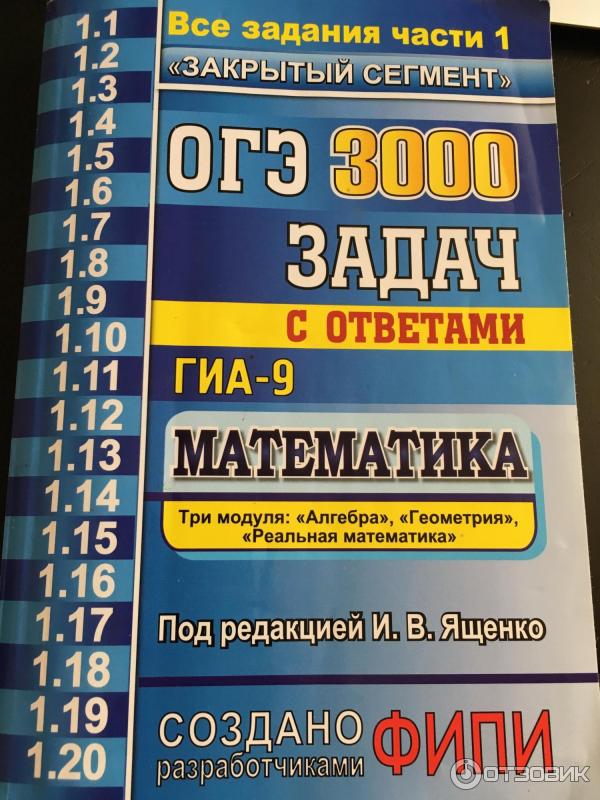 1.1
1.2
1.3
1.4
1.5
1.6
1.7
1.8
1.9
1.10
1.11
1.12
1.13
1.14
1.15
1.16
1.17
1.18
1.19
1.20
Все задания части 1
«ЗАКРЫТЫЙ СЕГМЕНТ»
ОГЭ 3000
ЗАДАЧ
С ОТВЕТАМИ
ГИА-9
МАТЕМАТИКА
Три модуля: «Алгебра», «Геометрия»,
«Реальная математика»
Под редакцией И. В. Ященко
СОЗДАНО
разработчиками
ФИПИ
ОТЗОВИК